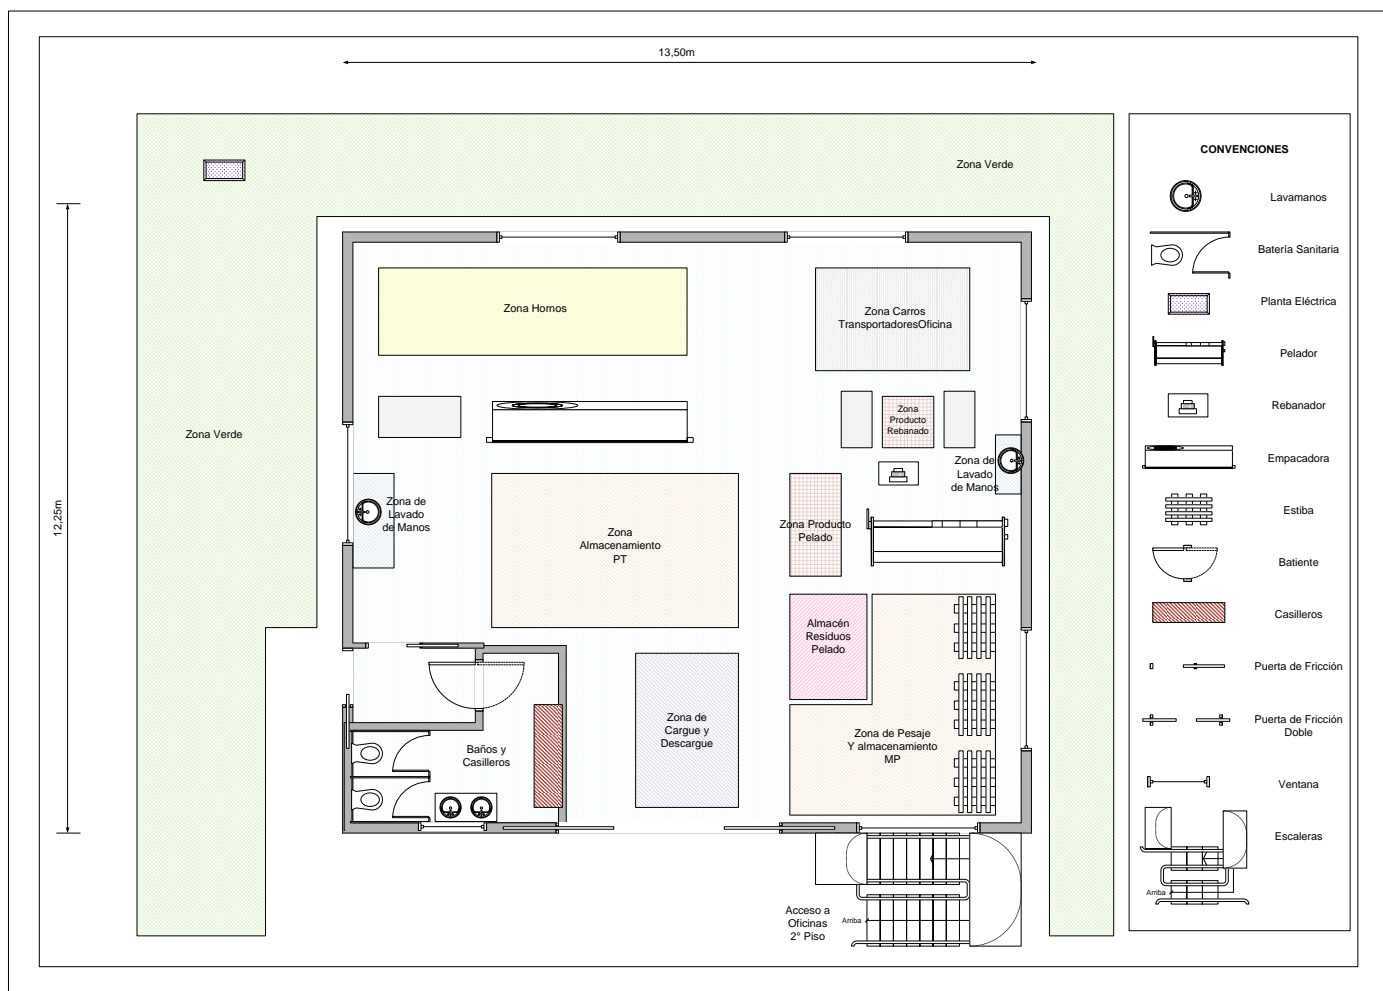 13,50m
12,25m
Zona Verde
Zona Verde
Zona Hornos
Zona Carros
TransportadoresOficina
Zona
Producto
Rebanado
Zona de
Lavado
de Manos
Zona de
Lavado
de Manos
Zona
Almacenamiento
PT
Zona Producto
Pelado
Almacén
Residuos
Pelado
Zona de
Cargue y
Descargue
Zona de Pesaje
Y almacenamiento
MP
Baños y
Casilleros
Acceso a
Oficinas
2° Piso
Arriba
CONVENCIONES
Lavamanos
Batería Sanitaria
Planta Eléctrica
Pelador
Rebanador
Empacadora
Estiba
Batiente
Casilleros
Puerta de Fricción
Puerta de Fricción
Doble
Ventana
Escaleras
Arriba